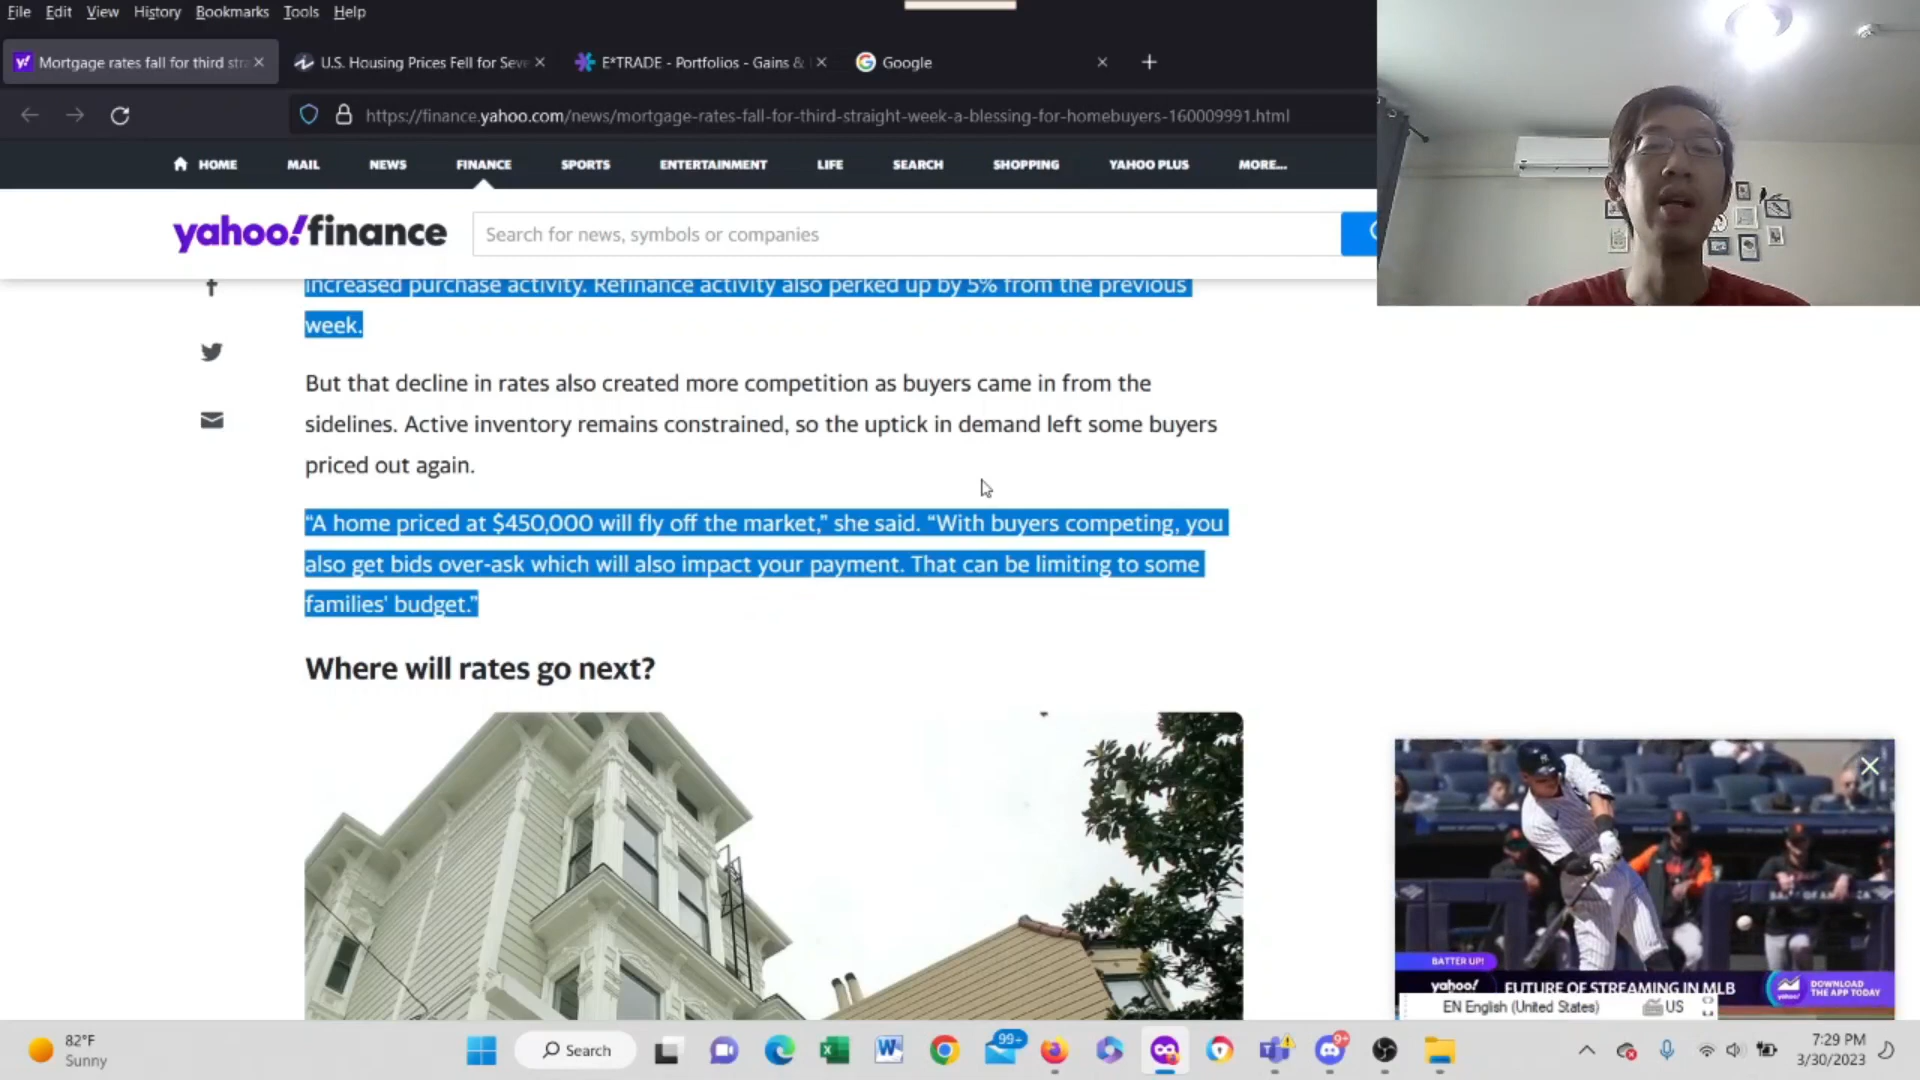 File Edit View History Bookmarks Tools Help
Mortgage rates fall for third stra
U.S. Housing Prices Fell for Seve
E*TRADE - Portfolios - Gains &
Google
https://finance.yahoo.com/news/mortgage-rates-fall-for-third-straight-week-a-blessing-for-homebuyers-160009991.html
HOME MAIL NEWS FINANCE SPORTS ENTERTAINMENT LIFE SEARCH SHOPPING YAHOO PLUS MORE...
yahoo!finance
Search for news, symbols or companies
increased purchase activity. Refinance activity also perked up by 5% from the previous
week.
But that decline in rates also created more competition as buyers came in from the
sidelines. Active inventory remains constrained, so the uptick in demand left some buyers
priced out again.
“A home priced at $450,000 will fly off the market,” she said. “With buyers competing, you
also get bids over-ask which will also impact your payment. That can be limiting to some
families' budget.”
Where will rates go next?
BATTER UP!
yahoo! FUTURE OF STREAMING IN MLB
DOWNLOAD
THE APP TODAY
EN English (United States) US
82°F
Sunny
Search
99+
9+
7:29 PM
3/30/2023